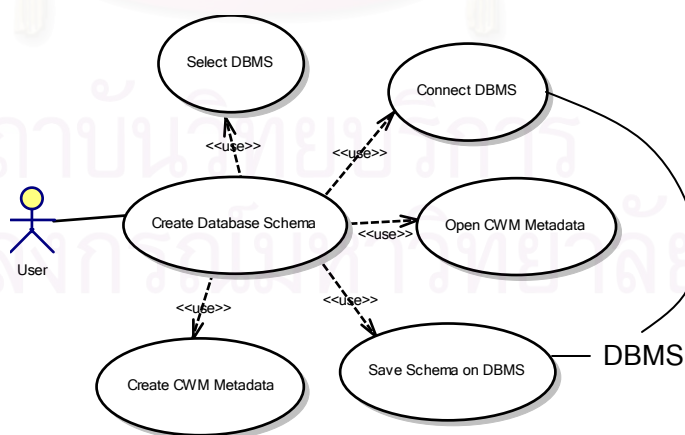 Select DBMS
Connect DBMS
<<use>>
<<use>>
Create Database Schema
<<use>>
Open CWM Metadata
User
<<use>>
<<use>>
DBMS
Create CWM Metadata
Save Schema on DBMS